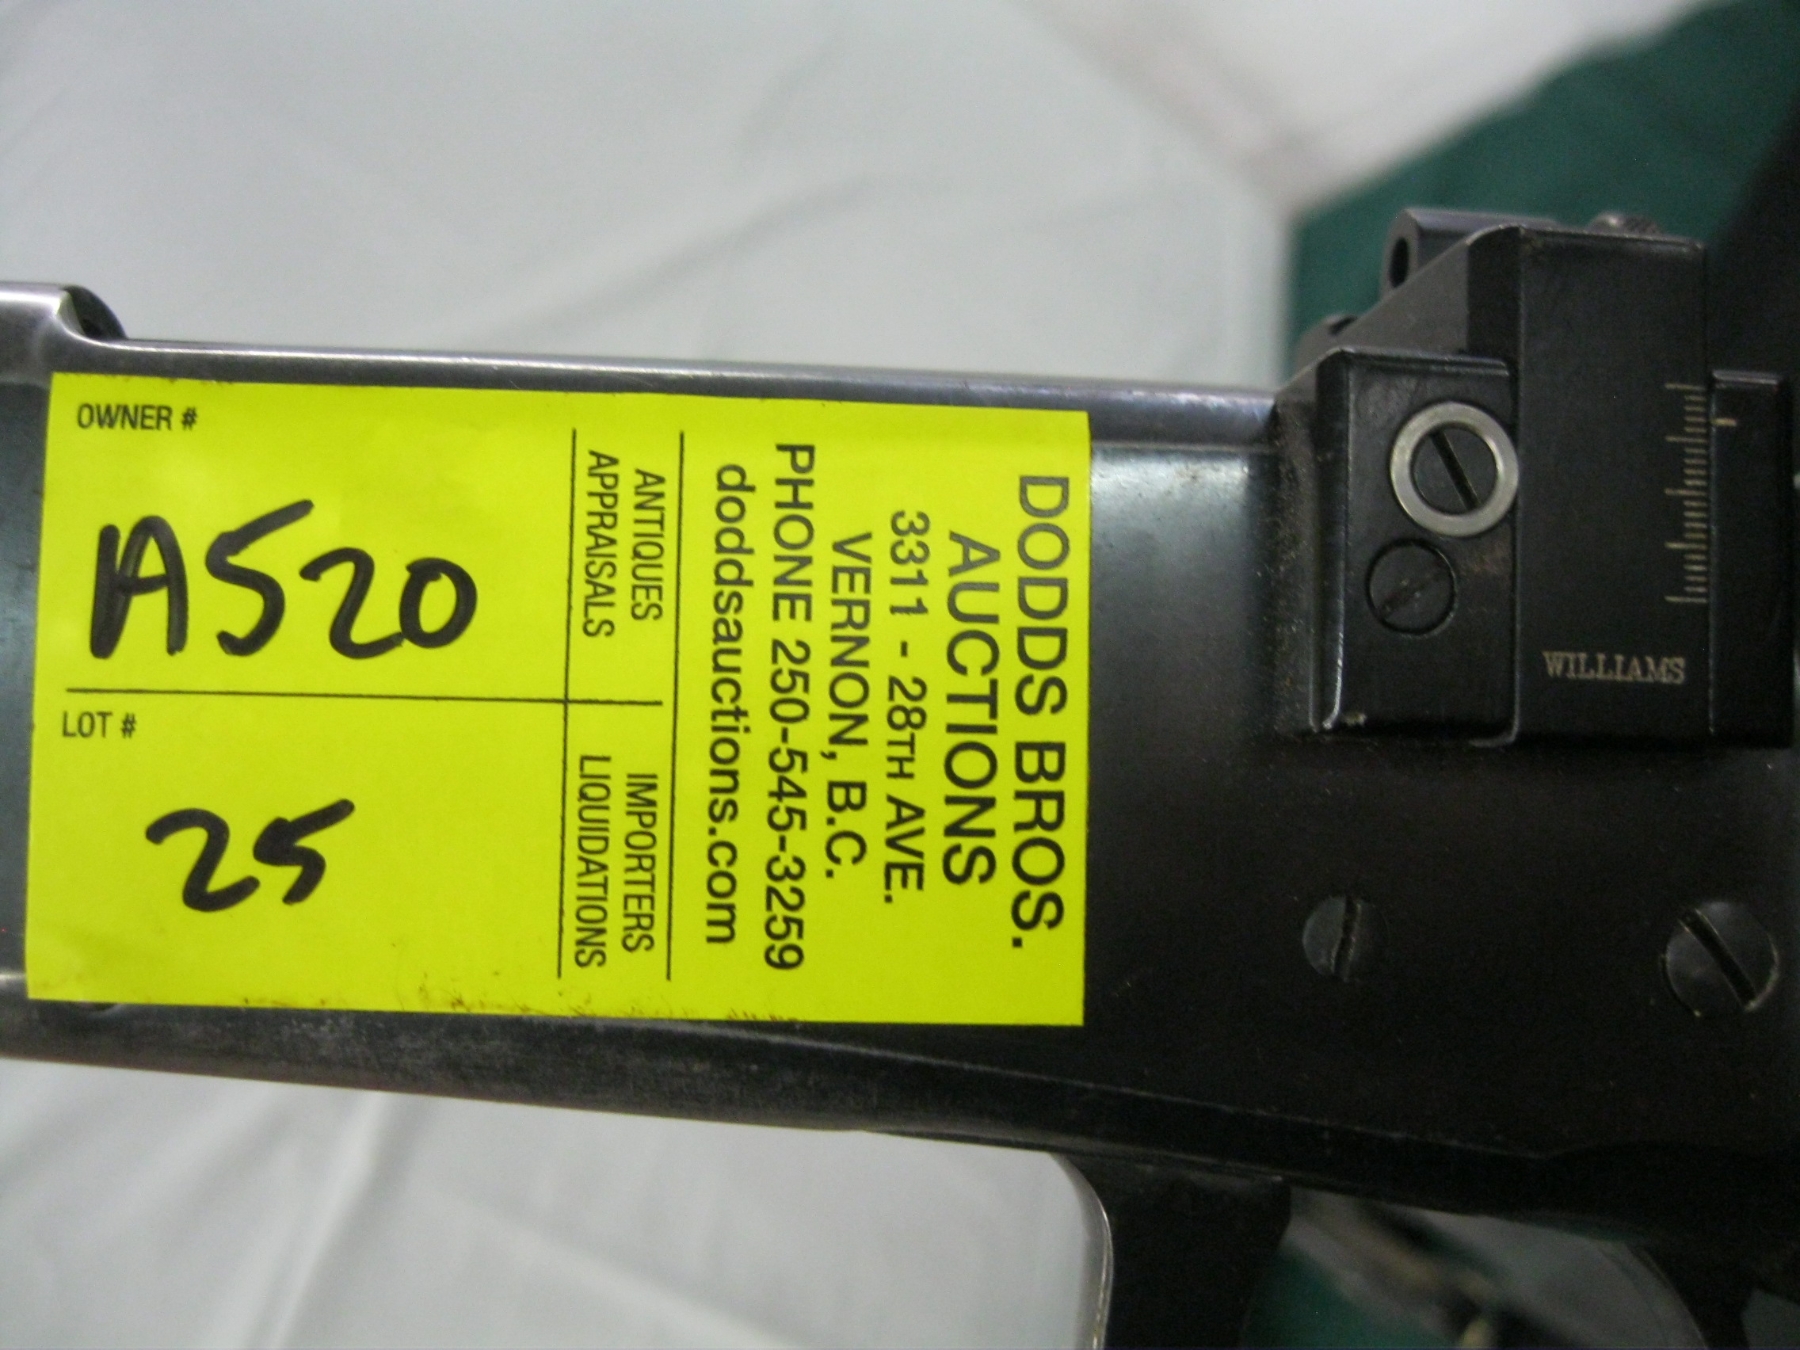 DODDS BROS.
AUCTIONS
3311 - 28TH AVE.
VERNON, B.C.
PHONE 250-545-3259
doddsauctions.com
ANTIQUES
APPRAISALS
IMPORTERS
LIQUIDATIONS
OWNER #
A520
LOT #
25
WILLIAMS